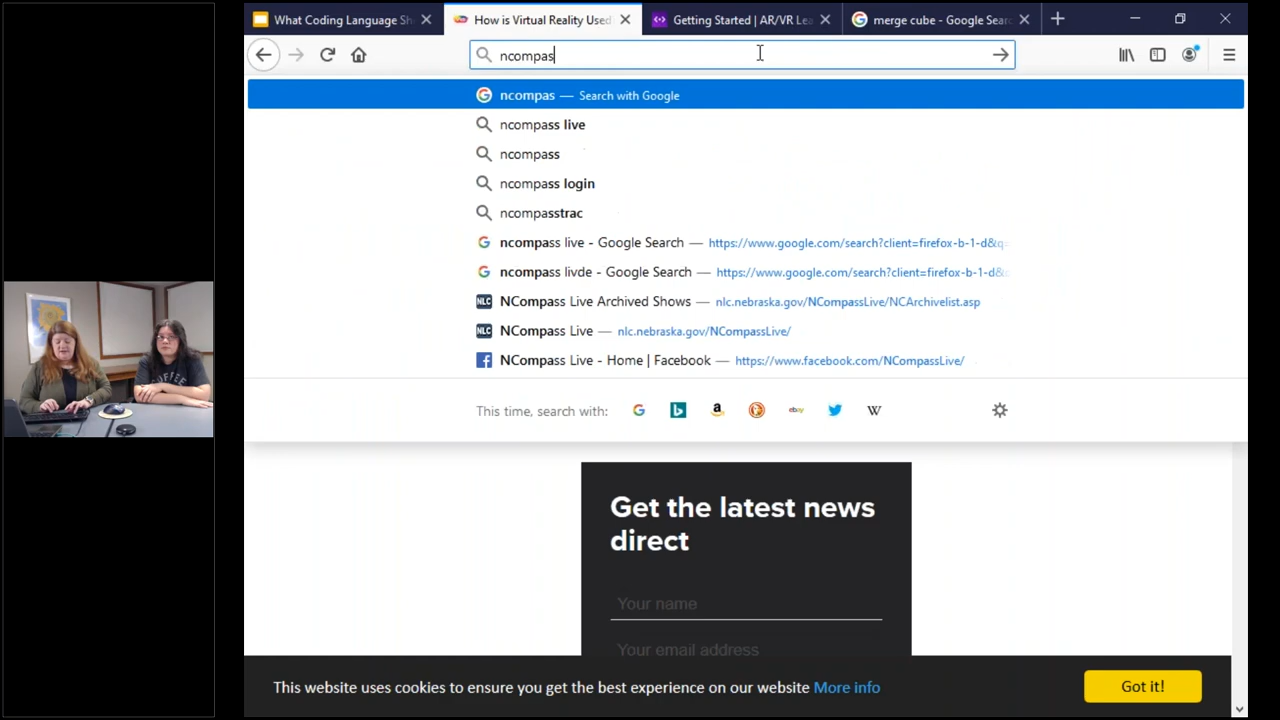 What Coding Language Sh
How is Virtual Reality Used
Getting Started | AR/VR Lea
merge cube - Google Searc
ncompas
ncompas — Search with Google
ncompass live
ncompass
ncompass login
ncompasstrac
ncompass live - Google Search — https://www.google.com/search?client=firefox-b-1-d&q=
ncompass livde - Google Search — https://www.google.com/search?client=firefox-b-1-d&
NLC NCompass Live Archived Shows — nlc.nebraska.gov/NCompassLive/NCArchivelist.asp
NLC NCompass Live — nlc.nebraska.gov/NCompassLive/
NCompass Live - Home | Facebook — https://www.facebook.com/NCompassLive/
This time, search with:
Get the latest news
direct
Your name
Your email address
This website uses cookies to ensure you get the best experience on our website More info
Got it!